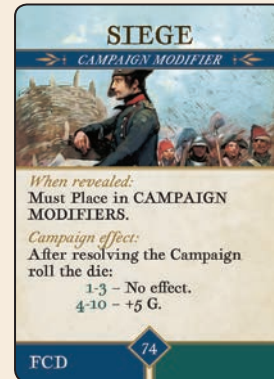 SIEGE
CAMPAIGN MODIFIER
When revealed:
Must Place in CAMPAIGN
MODIFIERS.
Campaign effect:
After resolving the Campaign
roll the die:
1-3 – No effect.
4-10 – +5 G.
74
FCD